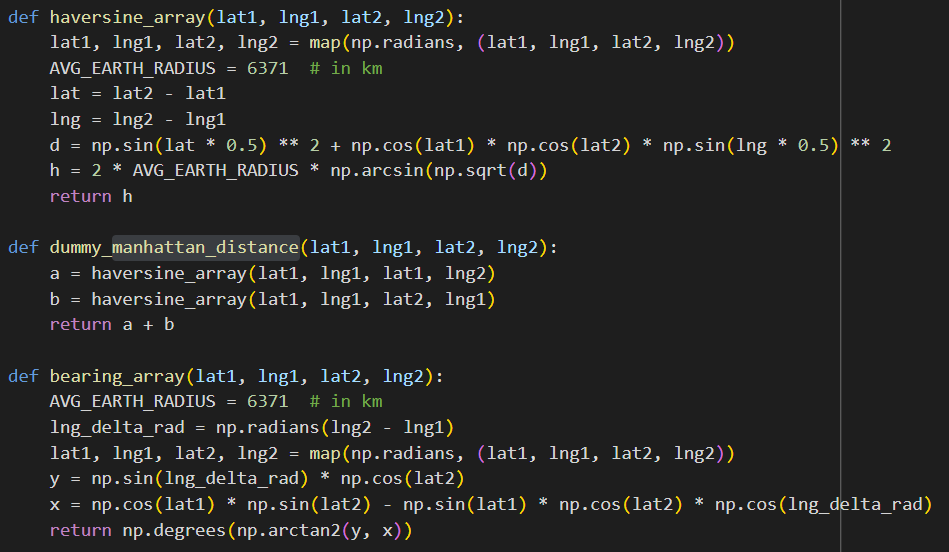 def haversine_array(lat1, lng1, lat2, lng2):
    lat1, lng1, lat2, lng2 = map(np.radians, (lat1, lng1, lat2, lng2))
    AVG_EARTH_RADIUS = 6371  # in km
    lat = lat2 - lat1
    lng = lng2 - lng1
    d = np.sin(lat * 0.5) ** 2 + np.cos(lat1) * np.cos(lat2) * np.sin(lng * 0.5) ** 2
    h = 2 * AVG_EARTH_RADIUS * np.arcsin(np.sqrt(d))
    return h

def dummy_manhattan_distance(lat1, lng1, lat2, lng2):
    a = haversine_array(lat1, lng1, lat1, lng2)
    b = haversine_array(lat1, lng1, lat2, lng1)
    return a + b

def bearing_array(lat1, lng1, lat2, lng2):
    AVG_EARTH_RADIUS = 6371  # in km
    lng_delta_rad = np.radians(lng2 - lng1)
    lat1, lng1, lat2, lng2 = map(np.radians, (lat1, lng1, lat2, lng2))
    y = np.sin(lng_delta_rad) * np.cos(lat2)
    x = np.cos(lat1) * np.sin(lat2) - np.sin(lat1) * np.cos(lat2) * np.cos(lng_delta_rad)
    return np.degrees(np.arctan2(y, x))